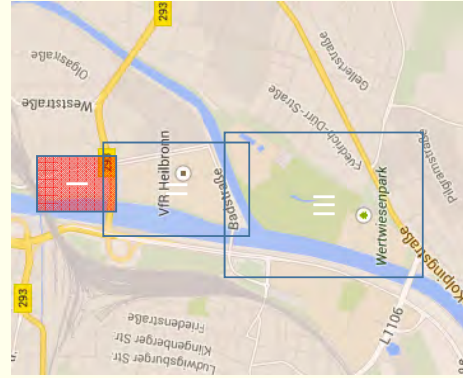 293
Gellertstraße
Olgastraße
Friedrich-Dürr-Straße
Weststraße
Pilgramstraße
293
VfR Heilbronn
Badstraße
I
II
III
Wertwiesenpark
Kolpingstraße
293
L1106
Friedenstraße
Klingenberger Str
Ludwigsburger Str.